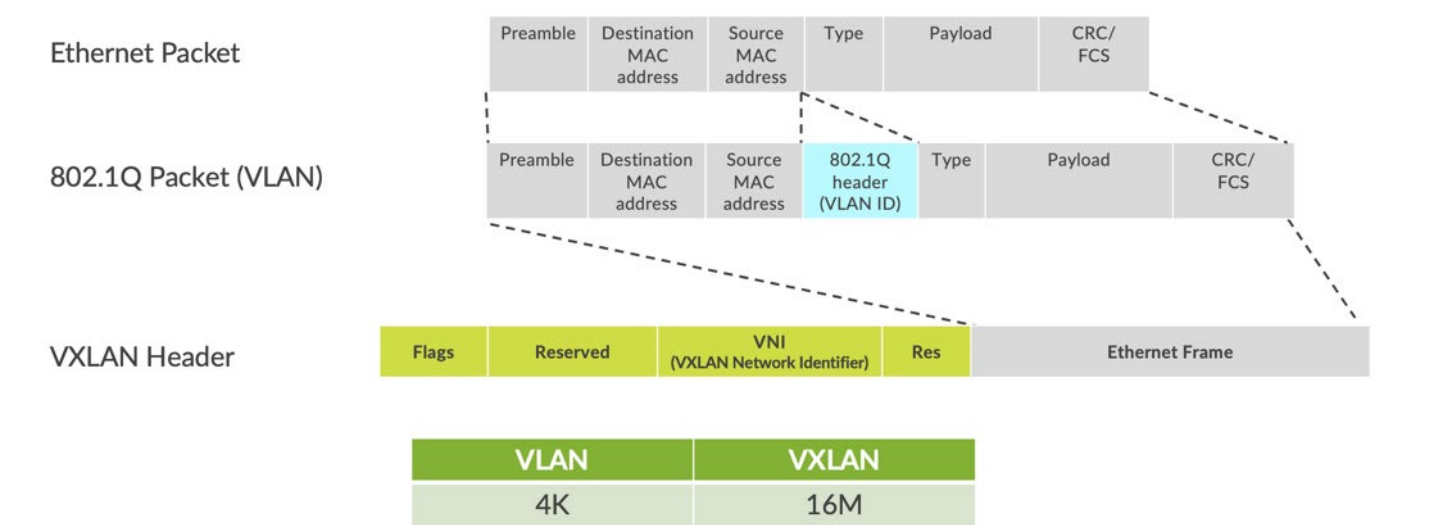 Ethernet Packet
Preamble
Destination
MAC
address
Source
MAC
address
Type
Payload
CRC/
FCS
802.1Q Packet (VLAN)
Preamble
Destination
MAC
address
Source
MAC
address
802.1Q
header
(VLAN ID)
Type
Payload
CRC/
FCS
VXLAN Header
Flags
Reserved
VNI
(VXLAN Network Identifier)
Res
Ethernet Frame
VLAN
VXLAN
4K
16M